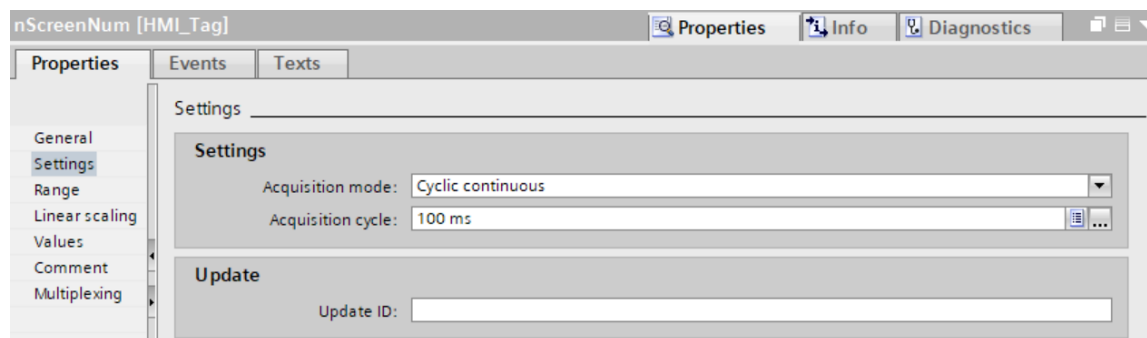 nScreenNum [HMI_Tag] Properties Info Diagnostics
Properties Events Texts
Settings
General
Settings
Range
Linear scaling
Values
Comment
Multiplexing
Settings
Acquisition mode: Cyclic continuous
Acquisition cycle: 100 ms ...
Update
Update ID: